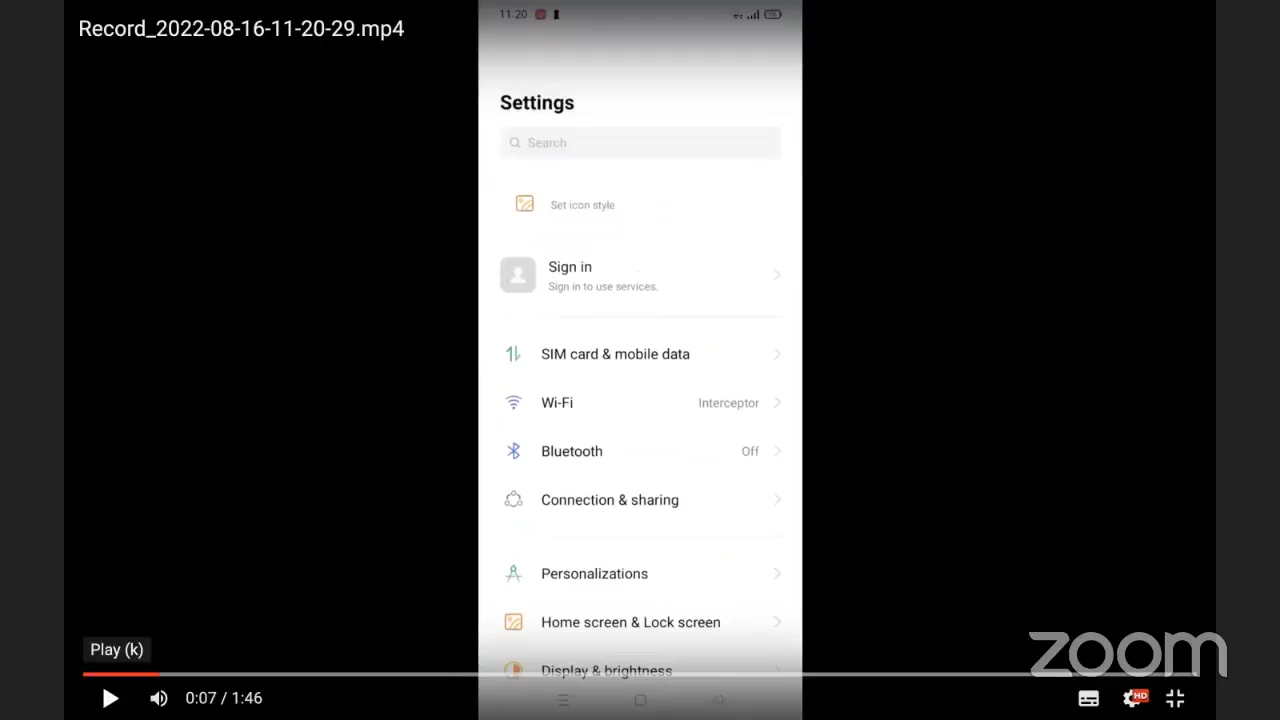 Record_2022-08-16-11-20-29.mp4
11:20
Settings
Search
Set icon style
Sign in
Sign in to use services.
SIM card & mobile data
Wi-Fi
Interceptor
Bluetooth
Off
Connection & sharing
Personalizations
Home screen & Lock screen
Display & brightness
Play (k)
zoom
0:07 / 1:46
HD